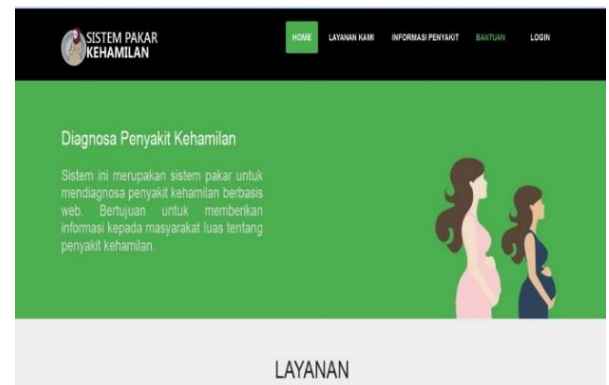 SISTEM PAKAR
KEHAMILAN
HOME LAYANAN KAMI INFORMASI PENYAKIT BANTUAN LOGIN
Diagnosa Penyakit Kehamilan
Sistem ini merupakan sistem pakar untuk
mendiagnosa penyakit kehamilan berbasis
web. Bertujuan untuk memberikan
informasi kepada masyarakat luas tentang
penyakit kehamilan.
LAYANAN